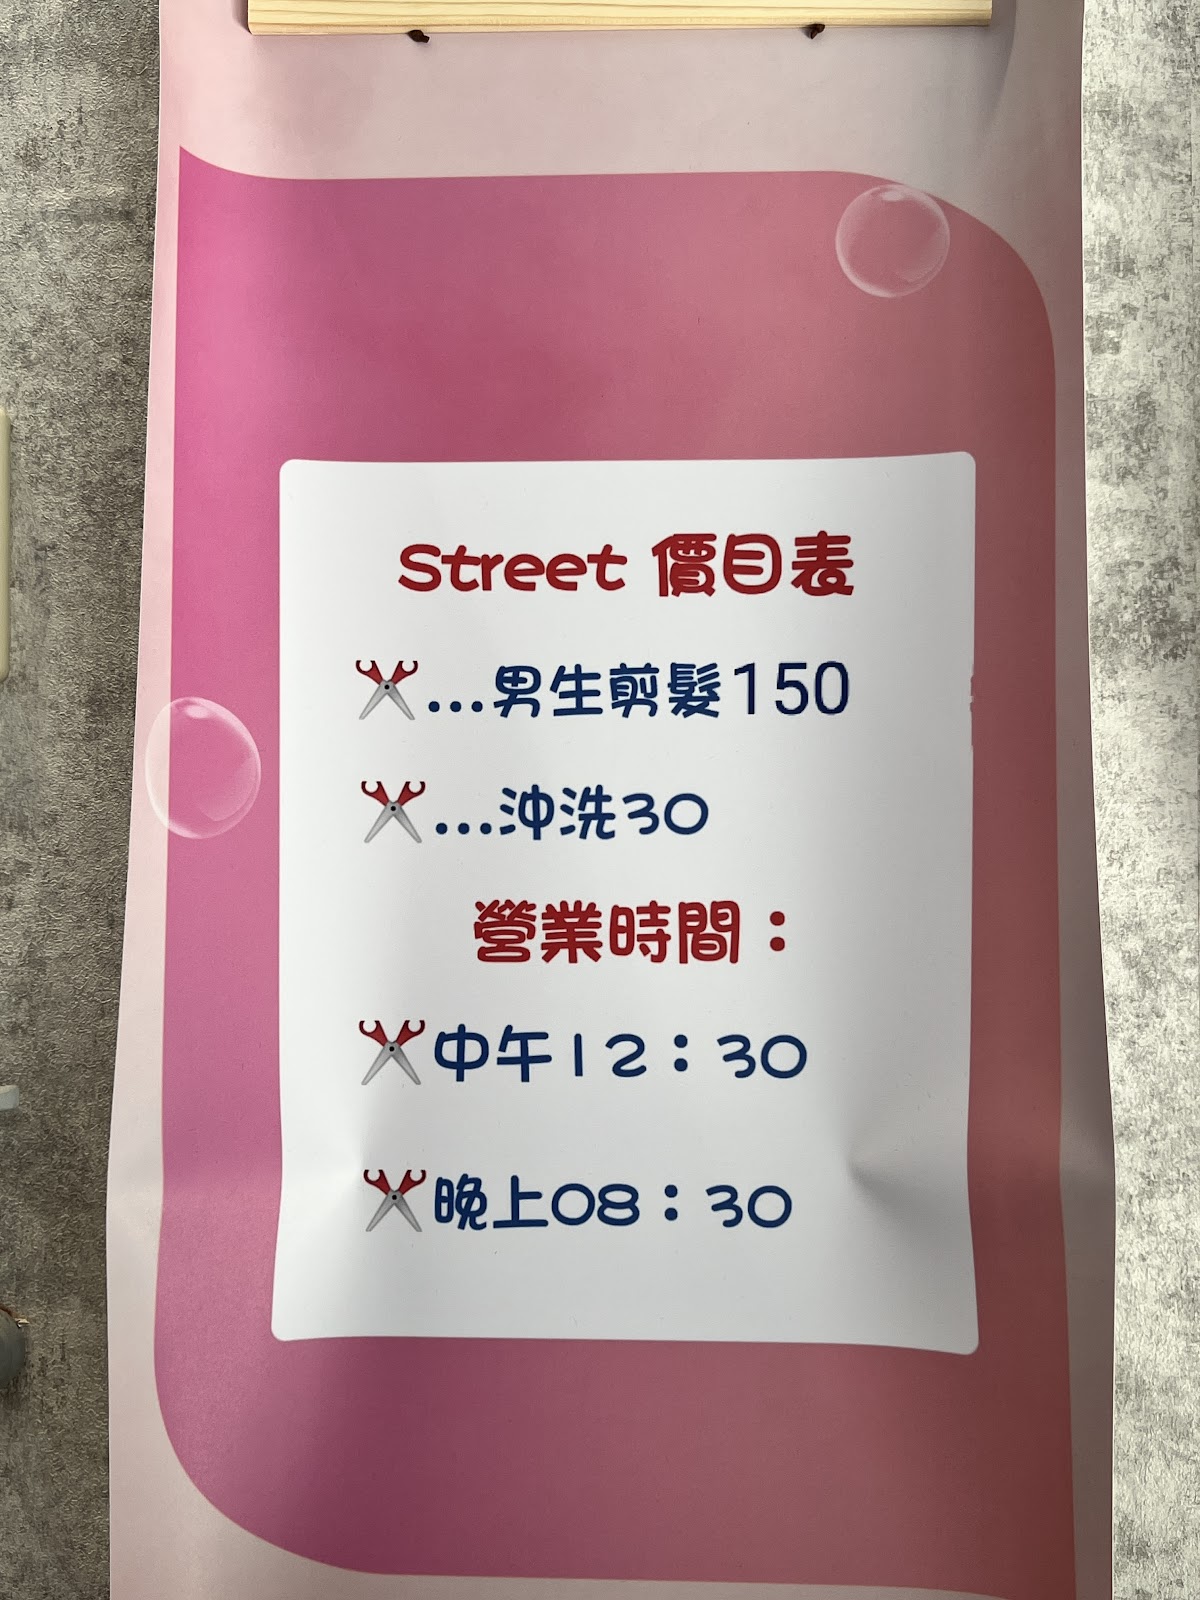 Street 價目表
...男生剪髮150
...沖洗30
營業時間：
中午12：30
晚上08：30